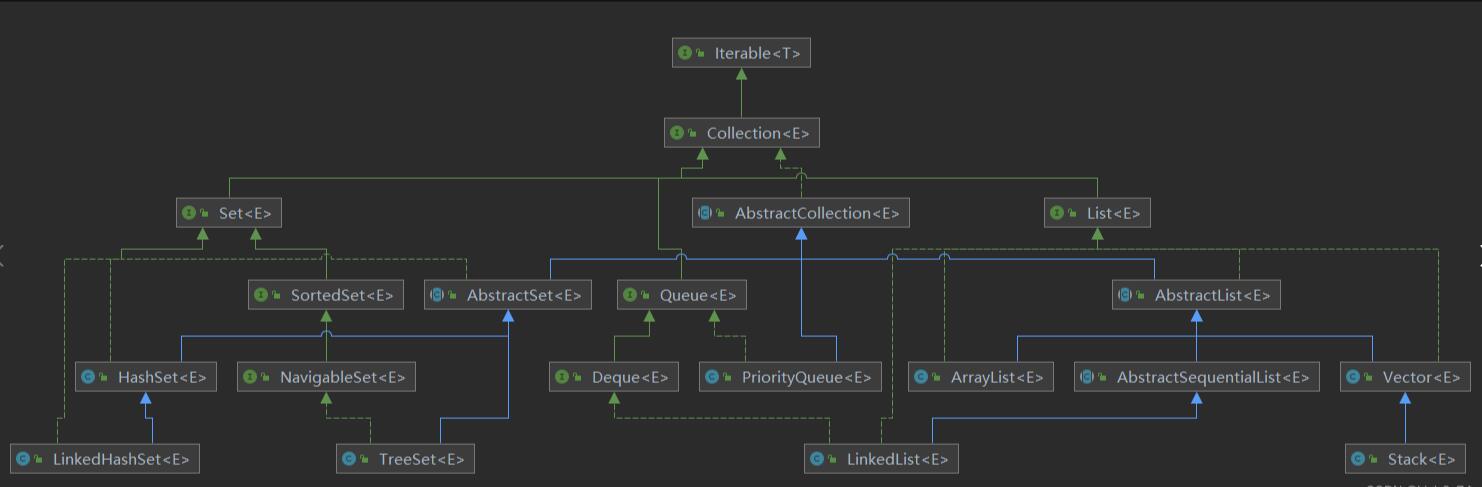 Iterable<T>
Collection<E>
Set<E>
AbstractCollection<E>
List<E>
SortedSet<E>
AbstractSet<E>
Queue<E>
AbstractList<E>
HashSet<E>
NavigableSet<E>
Deque<E>
PriorityQueue<E>
ArrayList<E>
AbstractSequentialList<E>
Vector<E>
LinkedHashSet<E>
TreeSet<E>
LinkedList<E>
Stack<E>